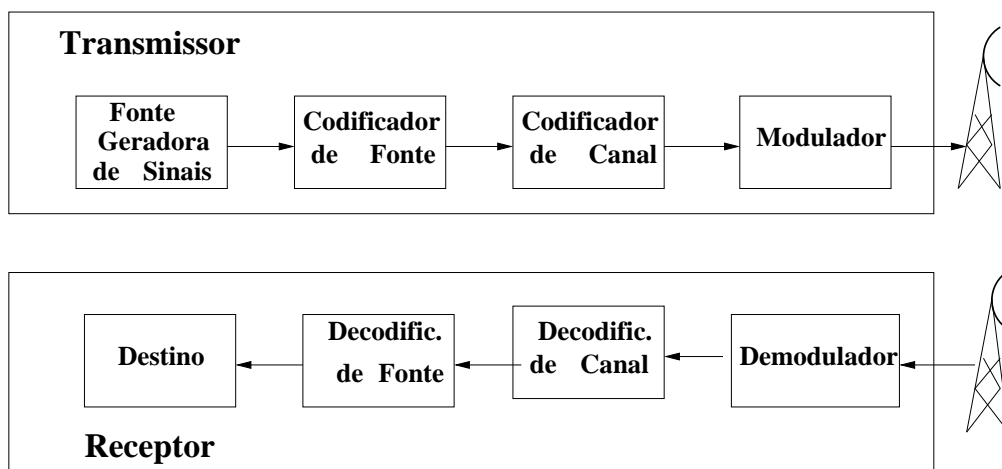 Transmissor
Fonte
Geradora
de Sinais
Codificador
de Fonte
Codificador
de Canal
Modulador
Destino
Decodific.
de Fonte
Decodific.
de Canal
Demodulador
Receptor